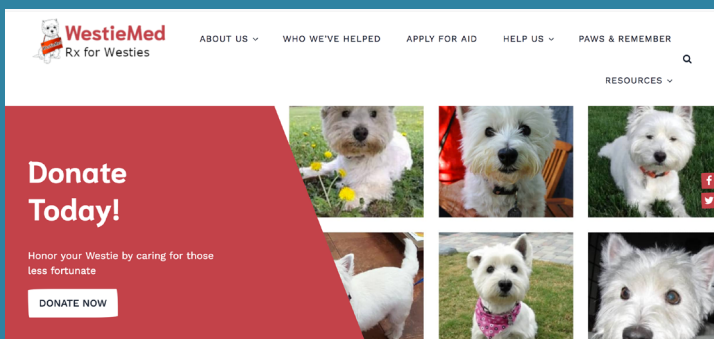 WestieMed
Rx for Westies
ABOUT US
WHO WE'VE HELPED
APPLY FOR AID
HELP US
PAWS & REMEMBER
RESOURCES
Donate
Today!
Honor your Westie by caring for those
less fortunate
DONATE NOW